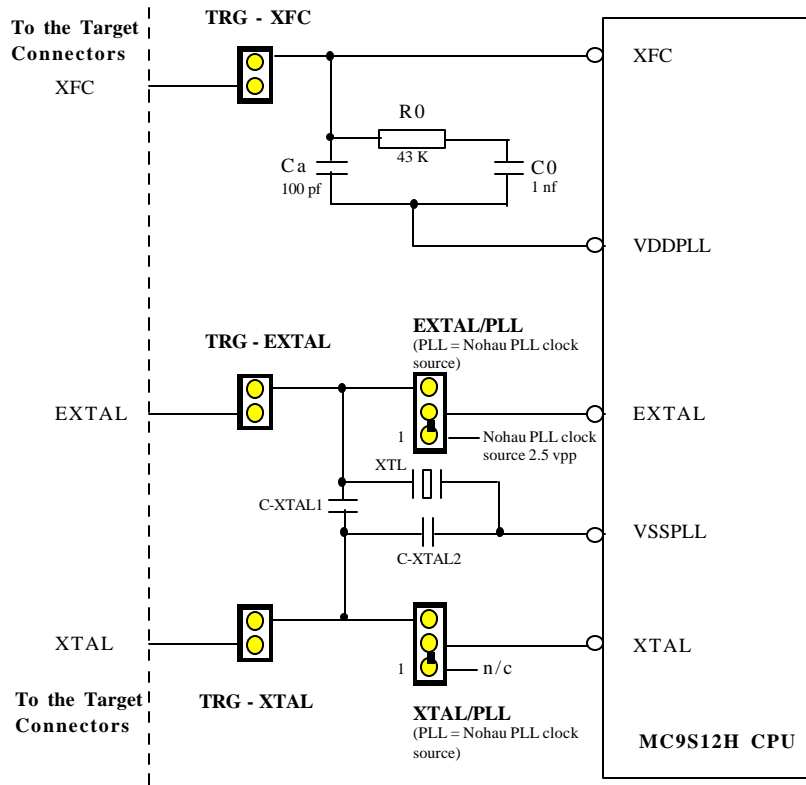 TRG - XFC
To the Target
Connectors
XFC
XFC
R0
43 K
Ca
100 pf
C0
1 nf
VDDPLL
EXTAL/PLL
(PLL = Nohau PLL clock
source)
TRG - EXTAL
EXTAL
EXTAL
1
Nohau PLL clock
source 2.5 vpp
XTL
C-XTAL1
VSSPLL
C-XTAL2
XTAL
XTAL
1
n/c
To the Target
Connectors
TRG - XTAL
XTAL/PLL
(PLL = Nohau PLL clock
source)
MC9S12H CPU